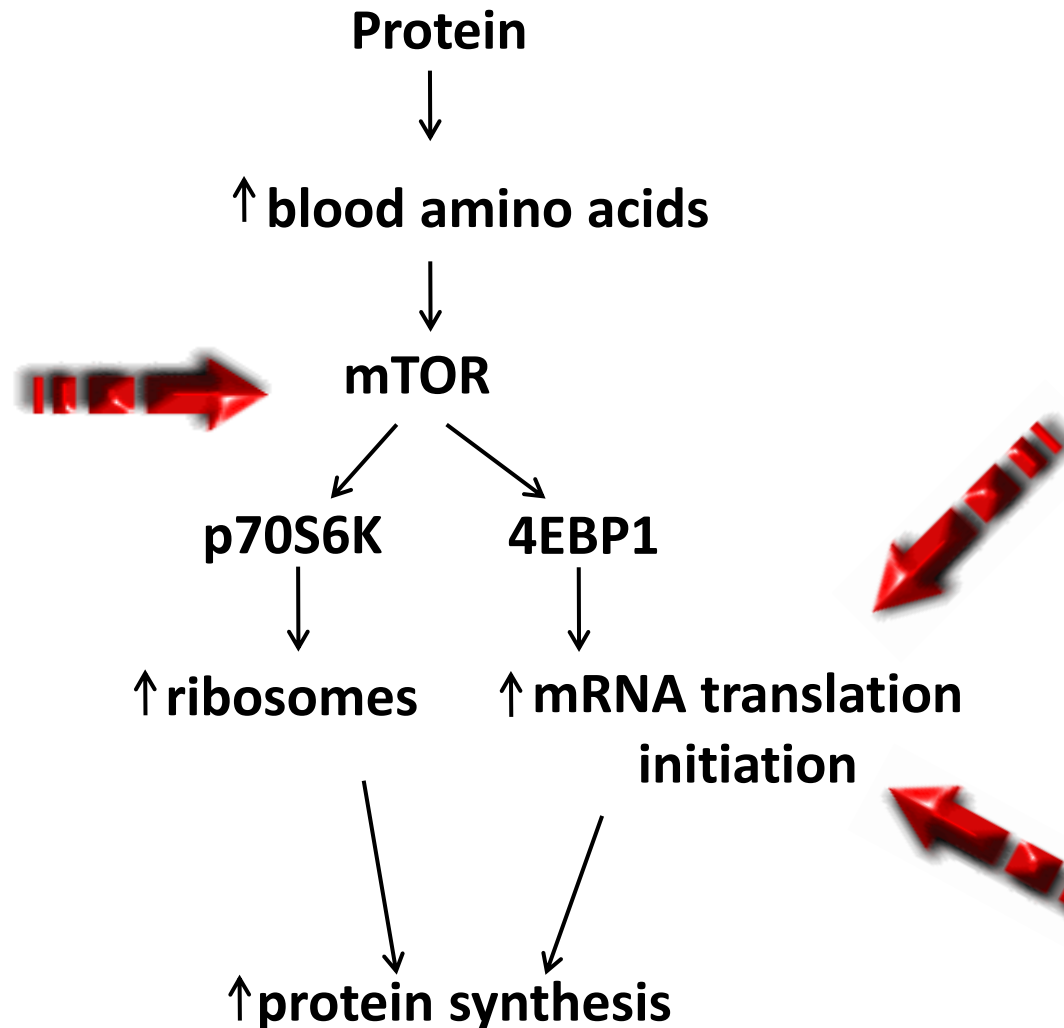 Protein
↑blood amino acids
mTOR
p70S6K 4EBP1
↑ribosomes ↑mRNA translation
initiation
↑protein synthesis